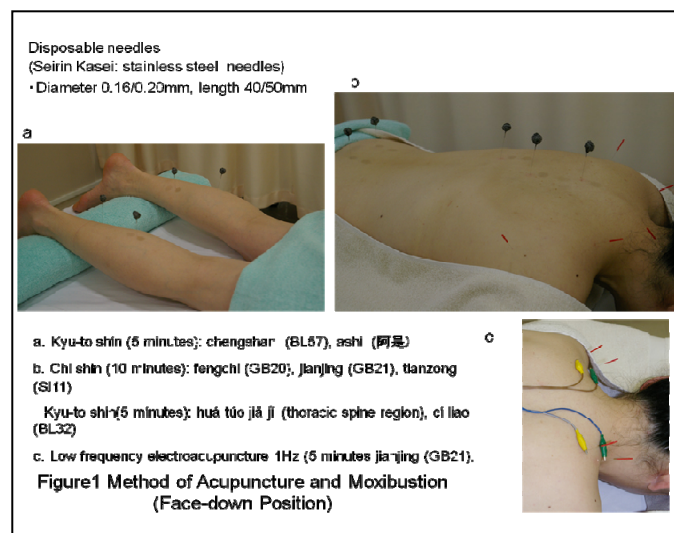 Disposable needles
(Seirin Kasei: stainless steel needles)
・Diameter 0.16/0.20mm, length 40/50mm
b
a
a. Kyu-to shin (5 minutes): chengshan (BL57), ashi (阿是)
c
b. Chi shin (10 minutes): fengchi (GB20), jianjing (GB21), tianzong
(SI11)
Kyu-to shin(5 minutes): huá túo jiā jǐ (thoracic spine region), cì liao
(BL32)
c. Low frequency electroacupuncture 1Hz (5 minutes jianjing (GB21).
Figure1 Method of Acupuncture and Moxibustion
(Face-down Position)